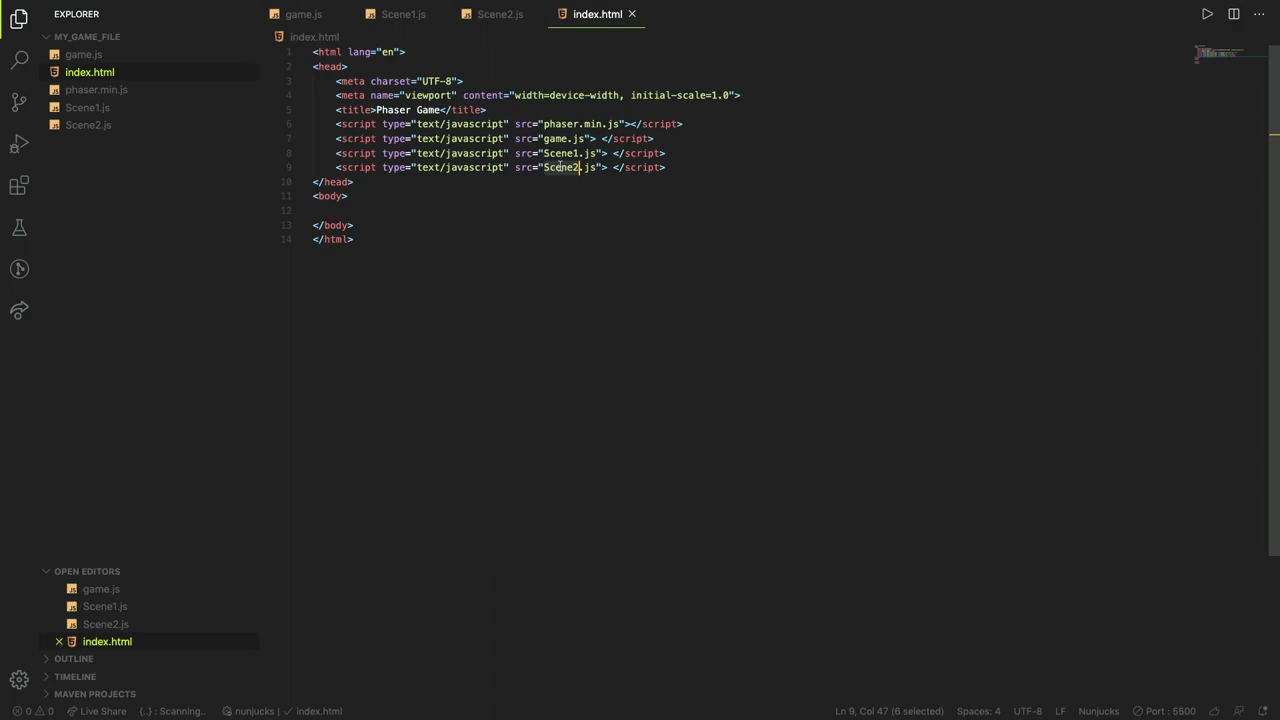 EXPLORER
MY_GAME_FILE
game.js
index.html
phaser.min.js
Scene1.js
Scene2.js
game.js
Scene1.js
Scene2.js
index.html
index.html
1 <html lang="en">
2 <head>
3 <meta charset="UTF-8">
4 <meta name="viewport" content="width=device-width, initial-scale=1.0">
5 <title>Phaser Game</title>
6 <script type="text/javascript" src="phaser.min.js"></script>
7 <script type="text/javascript" src="game.js"> </script>
8 <script type="text/javascript" src="Scene1.js"> </script>
9 <script type="text/javascript" src="Scene2.js"> </script>
10 </head>
11 <body>
12
13 </body>
14 </html>
OPEN EDITORS
game.js
Scene1.js
Scene2.js
index.html
OUTLINE
TIMELINE
MAVEN PROJECTS
0 0 Live Share {..} : Scanning.. nunjucks | ✓ index.html Ln 9, Col 47 (6 selected) Spaces: 4 UTF-8 LF Nunjucks Port : 5500